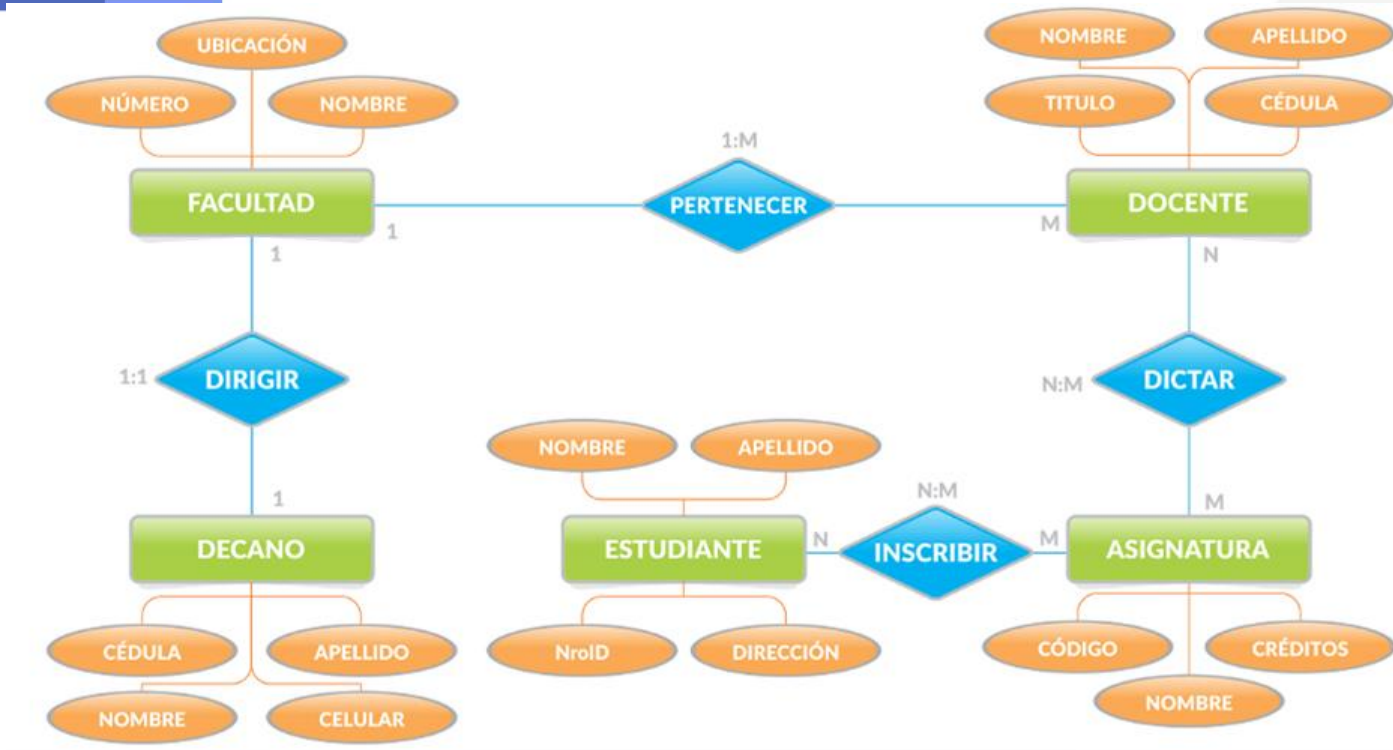 UBICACIÓN
NÚMERO
NOMBRE
FACULTAD
1
1
1:M
PERTENECER
NOMBRE
APELLIDO
TITULO
CÉDULA
DOCENTE
M
N
1:1
DIRIGIR
1
DECANO
CÉDULA
APELLIDO
NOMBRE
CELULAR
NOMBRE
APELLIDO
ESTUDIANTE
N
NroID
DIRECCIÓN
N:M
INSCRIBIR
M
N:M
DICTAR
M
ASIGNATURA
CÓDIGO
CRÉDITOS
NOMBRE